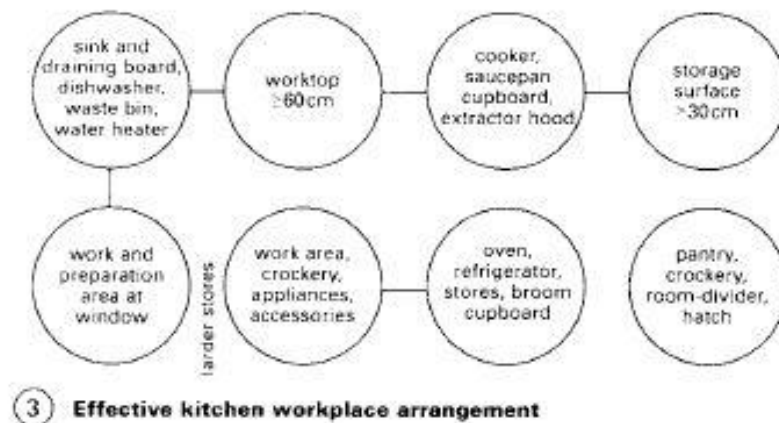 sink and
draining board,
dishwasher,
waste bin,
water heater
worktop
≥60cm
cooker,
saucepan
cupboard,
extractor hood
storage
surface
>30cm
work and
preparation
area at
window
larder stores
work area,
crockery,
appliances,
accessories
oven,
refrigerator,
stores, broom
cupboard
pantry,
crockery,
room-divider,
hatch
3 Effective kitchen workplace arrangement